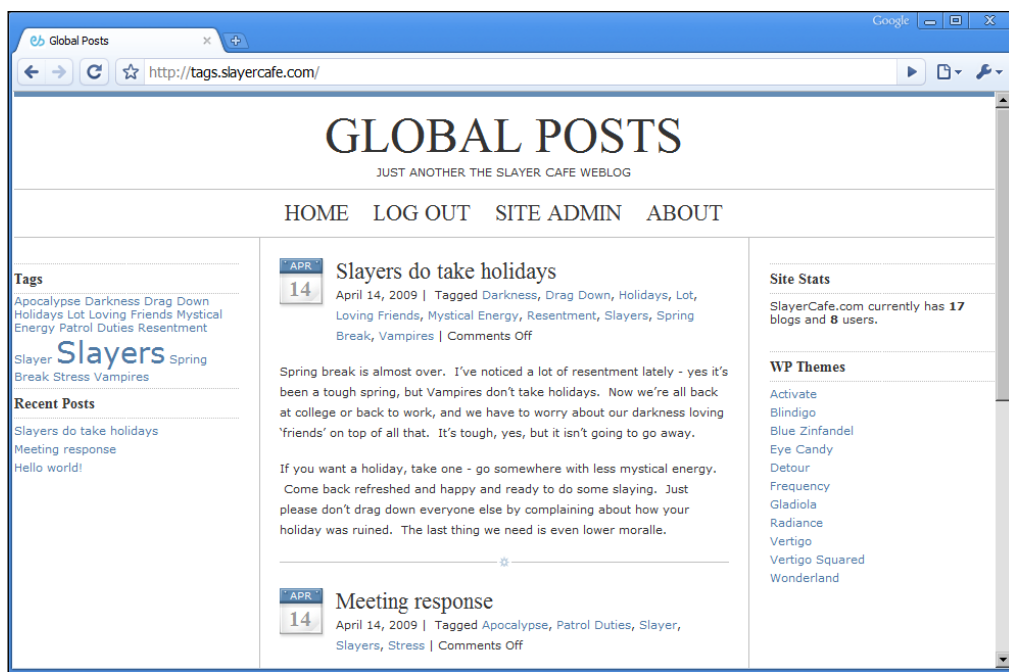 Google
Global Posts
http://tags.slayercafe.com/
GLOBAL POSTS
JUST ANOTHER THE SLAYER CAFE WEBLOG
HOME LOG OUT SITE ADMIN ABOUT
Tags
Apocalypse Darkness Drag Down
Holidays Lot Loving Friends Mystical
Energy Patrol Duties Resentment
Slayer Slayers Spring
Break Stress Vampires
Recent Posts
Slayers do take holidays
Meeting response
Hello world!
APR
14
Slayers do take holidays
April 14, 2009 | Tagged Darkness, Drag Down, Holidays, Lot,
Loving Friends, Mystical Energy, Resentment, Slayers, Spring
Break, Vampires | Comments Off
Spring break is almost over. I've noticed a lot of resentment lately - yes it's
been a tough spring, but Vampires don't take holidays. Now we're all back
at college or back to work, and we have to worry about our darkness loving
'friends' on top of all that. It's tough, yes, but it isn't going to go away.
If you want a holiday, take one - go somewhere with less mystical energy.
Come back refreshed and happy and ready to do some slaying. Just
please don't drag down everyone else by complaining about how your
holiday was ruined. The last thing we need is even lower moralle.
APR
14
Meeting response
April 14, 2009 | Tagged Apocalypse, Patrol Duties, Slayer,
Slayers, Stress | Comments Off
Site Stats
SlayerCafe.com currently has 17
blogs and 8 users.
WP Themes
Activate
Blindigo
Blue Zinfandel
Eye Candy
Detour
Frequency
Gladiola
Radiance
Vertigo
Vertigo Squared
Wonderland